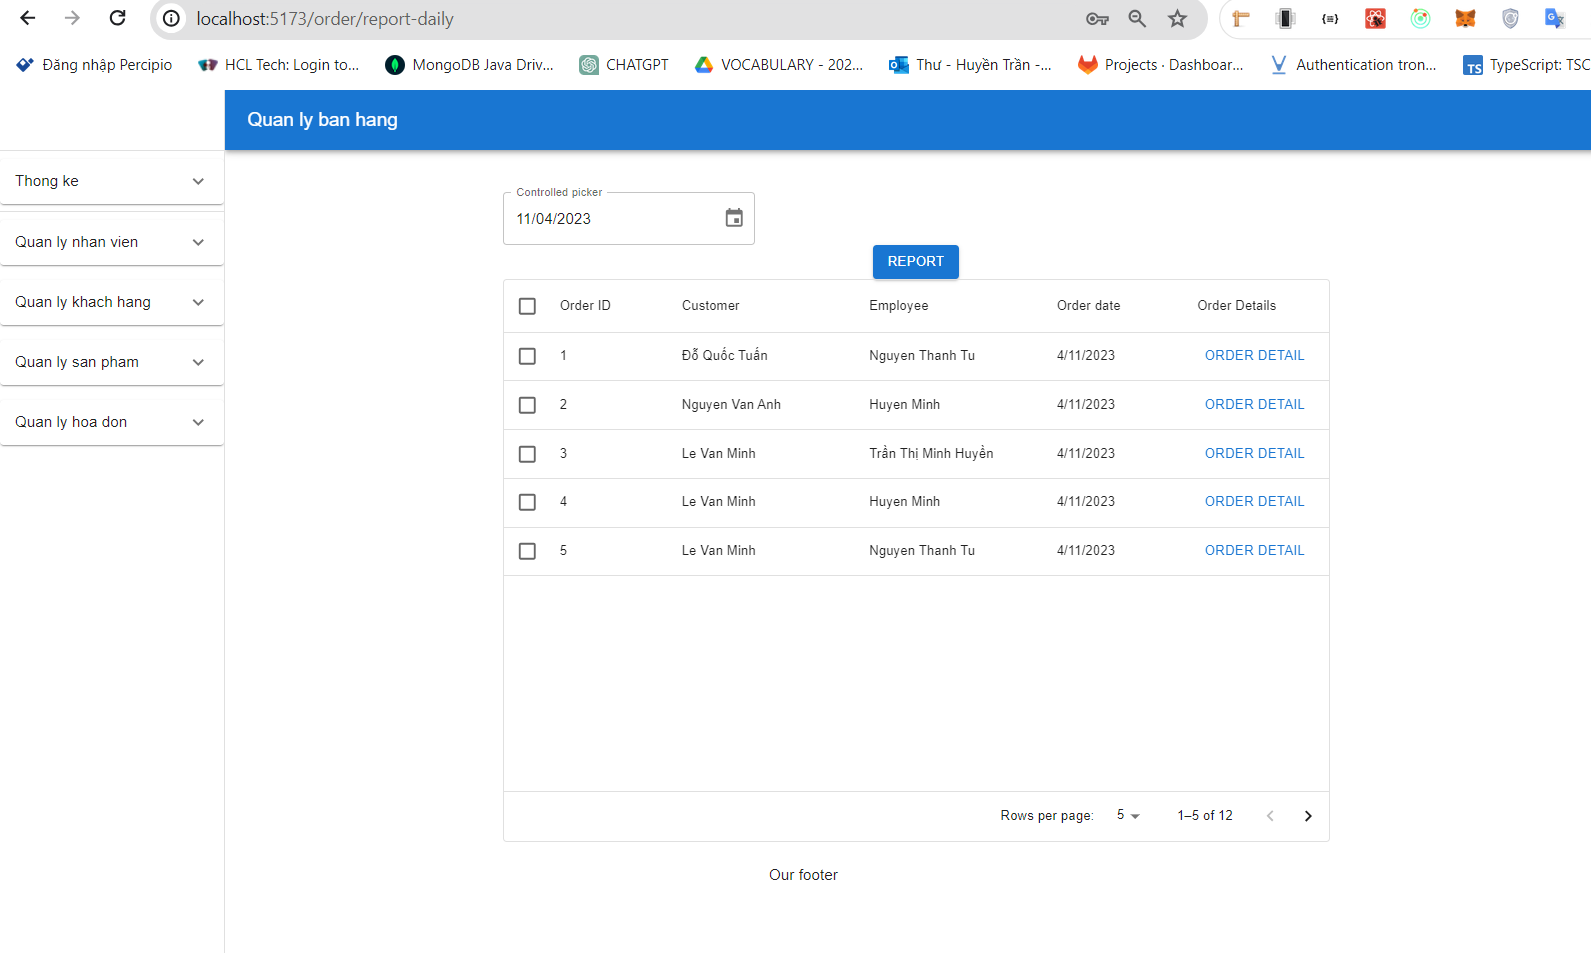 localhost:5173/order/report-daily
Đăng nhập Percipio HCL Tech: Login to... MongoDB Java Driv... CHATGPT VOCABULARY - 202... Thư - Huyền Trần -... Projects · Dashboar... Authentication tron... TS TypeScript: TSC
Quan ly ban hang
Thong ke
Quan ly nhan vien
Quan ly khach hang
Quan ly san pham
Quan ly hoa don
Controlled picker
11/04/2023
REPORT
Order ID Customer Employee Order date Order Details
1 Đỗ Quốc Tuấn Nguyen Thanh Tu 4/11/2023 ORDER DETAIL
2 Nguyen Van Anh Huyen Minh 4/11/2023 ORDER DETAIL
3 Le Van Minh Trần Thị Minh Huyền 4/11/2023 ORDER DETAIL
4 Le Van Minh Huyen Minh 4/11/2023 ORDER DETAIL
5 Le Van Minh Nguyen Thanh Tu 4/11/2023 ORDER DETAIL
Rows per page: 5 1–5 of 12
Our footer